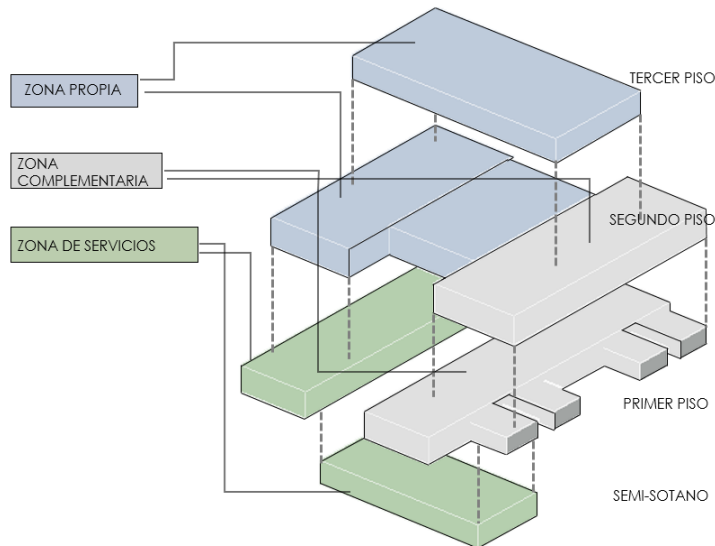 TERCER PISO
ZONA PROPIA
ZONA
COMPLEMENTARIA
SEGUNDO PISO
ZONA DE SERVICIOS
PRIMER PISO
SEMI-SOTANO